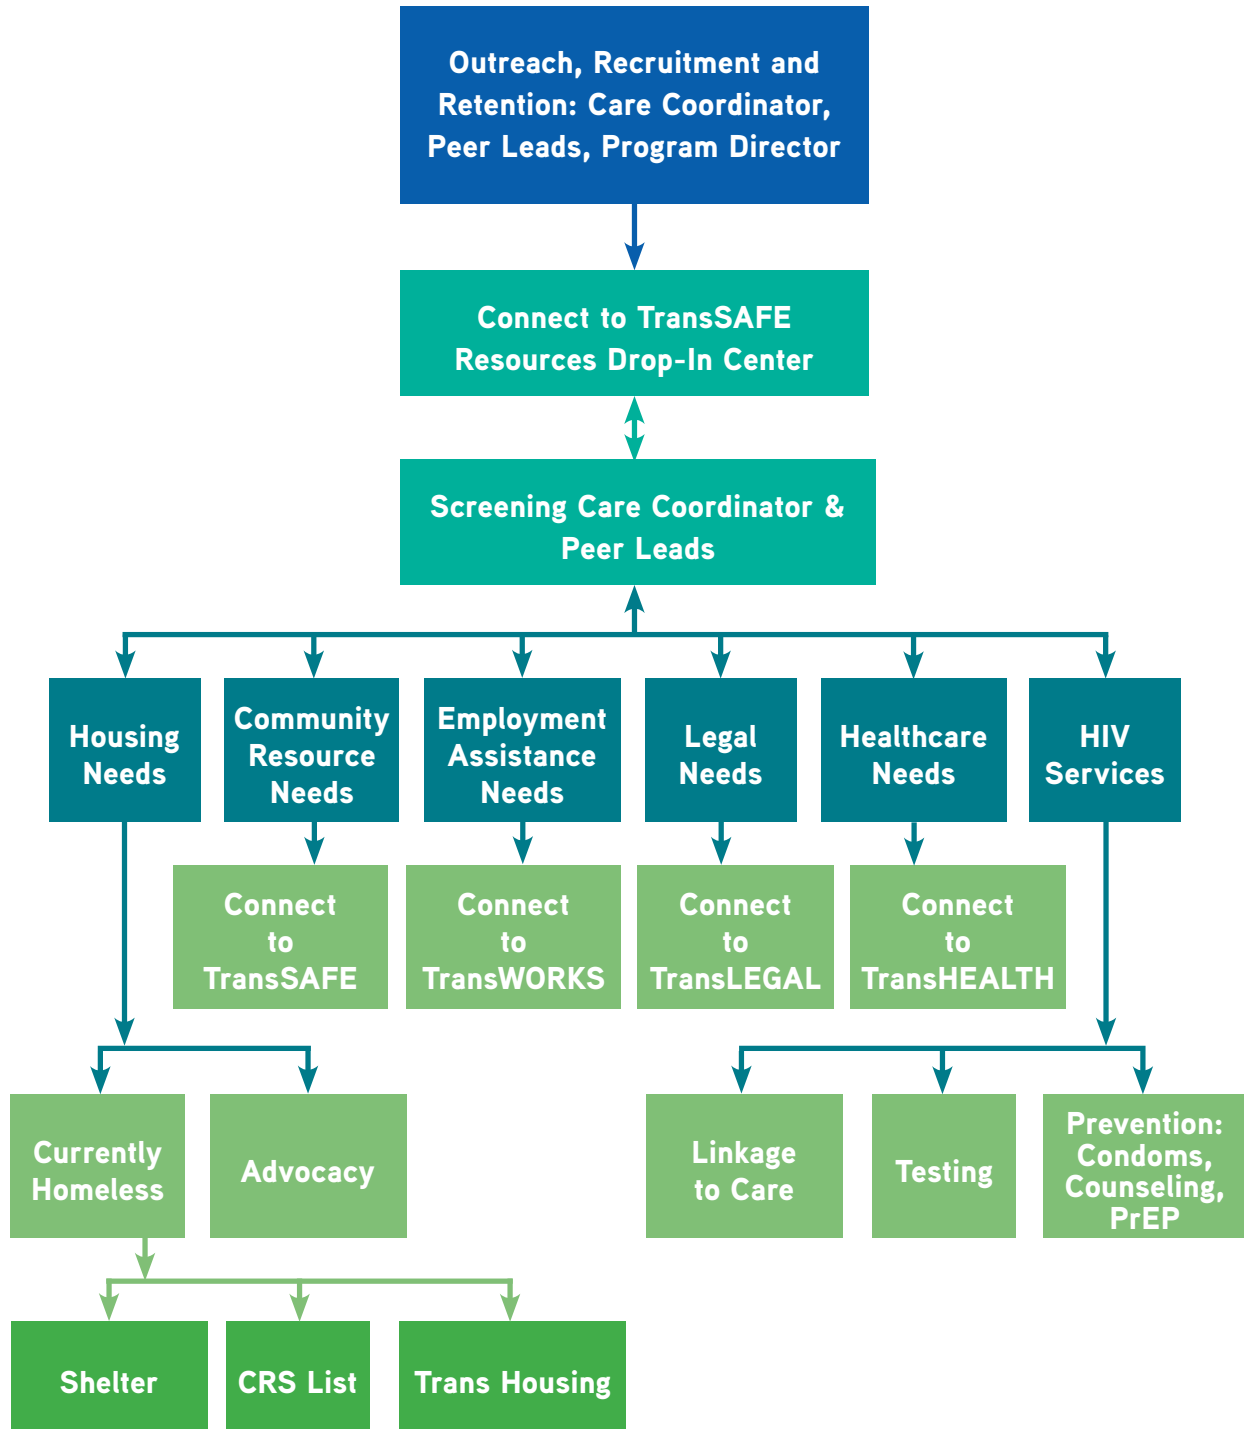 Outreach, Recruitment and
Retention: Care Coordinator,
Peer Leads, Program Director
Connect to TransSAFE
Resources Drop-In Center
Screening Care Coordinator &
Peer Leads
Housing
Needs
Community
Resource
Needs
Employment
Assistance
Needs
Legal
Needs
Healthcare
Needs
HIV
Services
Connect
to
TransSAFE
Connect
to
TransWORKS
Connect
to
TransLEGAL
Connect
to
TransHEALTH
Currently
Homeless
Advocacy
Linkage
to Care
Testing
Prevention:
Condoms,
Counseling,
PrEP
Shelter
CRS List
Trans Housing